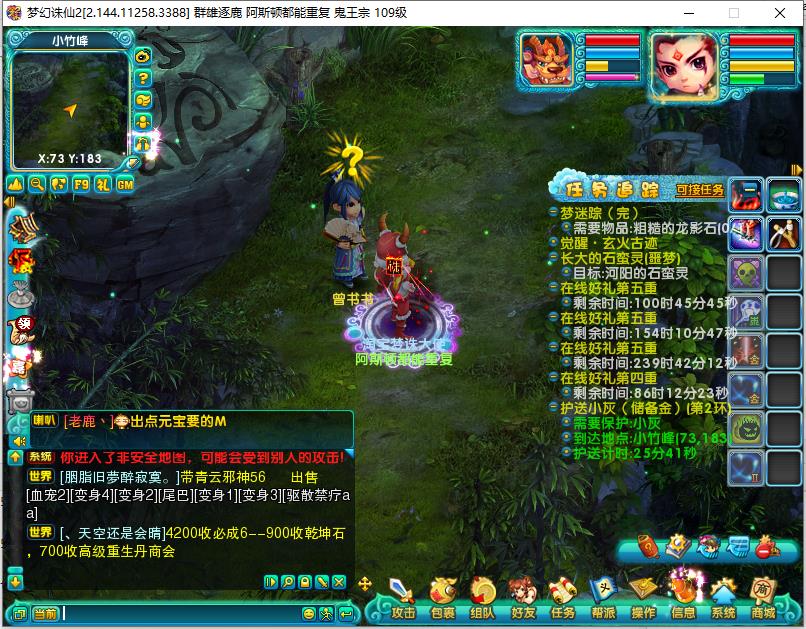 梦幻诛仙2[2.144.11258.3388] 群雄逐鹿 阿斯顿都能重复 鬼王宗 109级
小竹峰
X:73 Y:183
F9 礼 GM
任务追踪 可接任务
梦迷踪（完）
需要物品:粗糙的龙影石(0/1)
觉醒·玄火古迹
长大的石蛮灵(噩梦)
目标:河阳的石蛮灵
在线好礼第五重
剩余时间:100时45分45秒
在线好礼第五重
剩余时间:154时10分47秒
在线好礼第五重
剩余时间:239时42分12秒
在线好礼第四重
剩余时间:86时12分23秒
护送小灰（储备金）(第2环)
需要保护:小灰
到达地点:小竹峰(73,183
护送计时:25分41秒
曾书书
淘宝梦诛大使
阿斯顿都能重复
领
喇叭 [老鹿丶]出点元宝要的M
系统 你进入了非安全地图，可能会受到别人的攻击!
世界 [胭脂旧夢醉寂寞。]带青云邪神56 出售
[血宠2][变身4][变身2][尾巴][变身1][变身3][驱散禁疗aa]
世界 [、天空还是会晴]4200收必成6--900收乾坤石
，700收高级重生丹商会
当前
攻击 包裹 组队 好友 任务 帮派 操作 信息 系统 商城